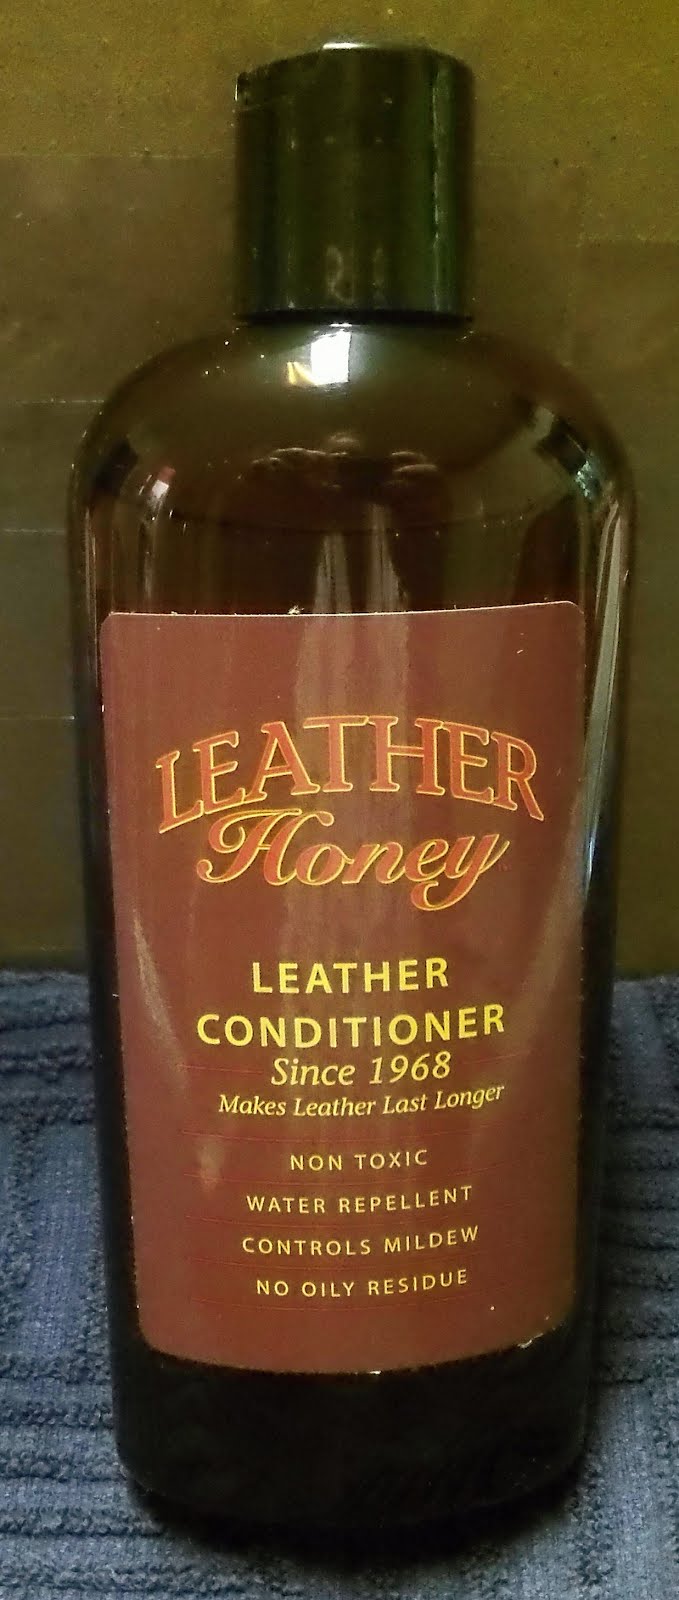 LEATHER
Honey
LEATHER
CONDITIONER
Since 1968
Makes Leather Last Longer
NON TOXIC
WATER REPELLENT
CONTROLS MILDEW
NO OILY RESIDUE